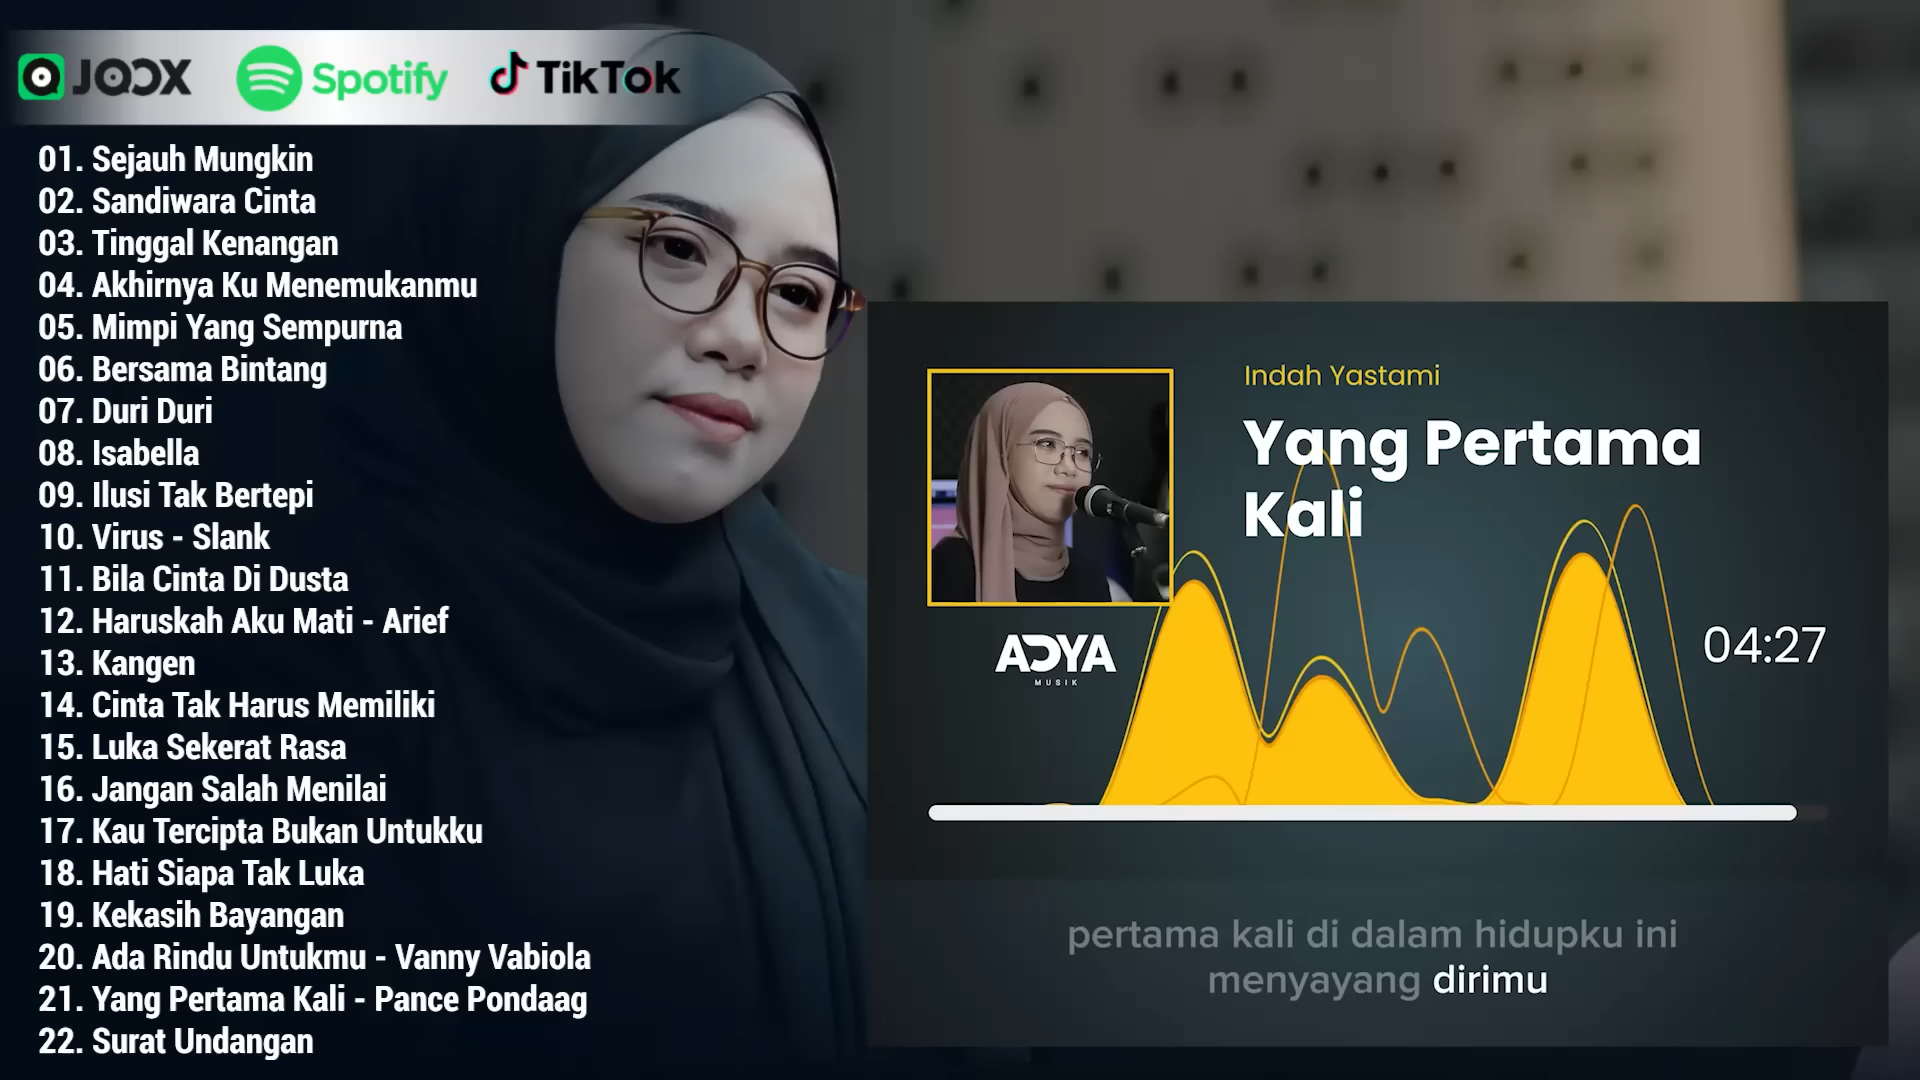 JOOX Spotify TikTok
01. Sejauh Mungkin
02. Sandiwara Cinta
03. Tinggal Kenangan
04. Akhirnya Ku Menemukanmu
05. Mimpi Yang Sempurna
06. Bersama Bintang
07. Duri Duri
08. Isabella
09. Ilusi Tak Bertepi
10. Virus - Slank
11. Bila Cinta Di Dusta
12. Haruskah Aku Mati - Arief
13. Kangen
14. Cinta Tak Harus Memiliki
15. Luka Sekerat Rasa
16. Jangan Salah Menilai
17. Kau Tercipta Bukan Untukku
18. Hati Siapa Tak Luka
19. Kekasih Bayangan
20. Ada Rindu Untukmu - Vanny Vabiola
21. Yang Pertama Kali - Pance Pondaag
22. Surat Undangan
Indah Yastami
Yang Pertama
Kali
ADYA
MUSIK
04:27
pertama kali di dalam hidupku ini
menyayang dirimu